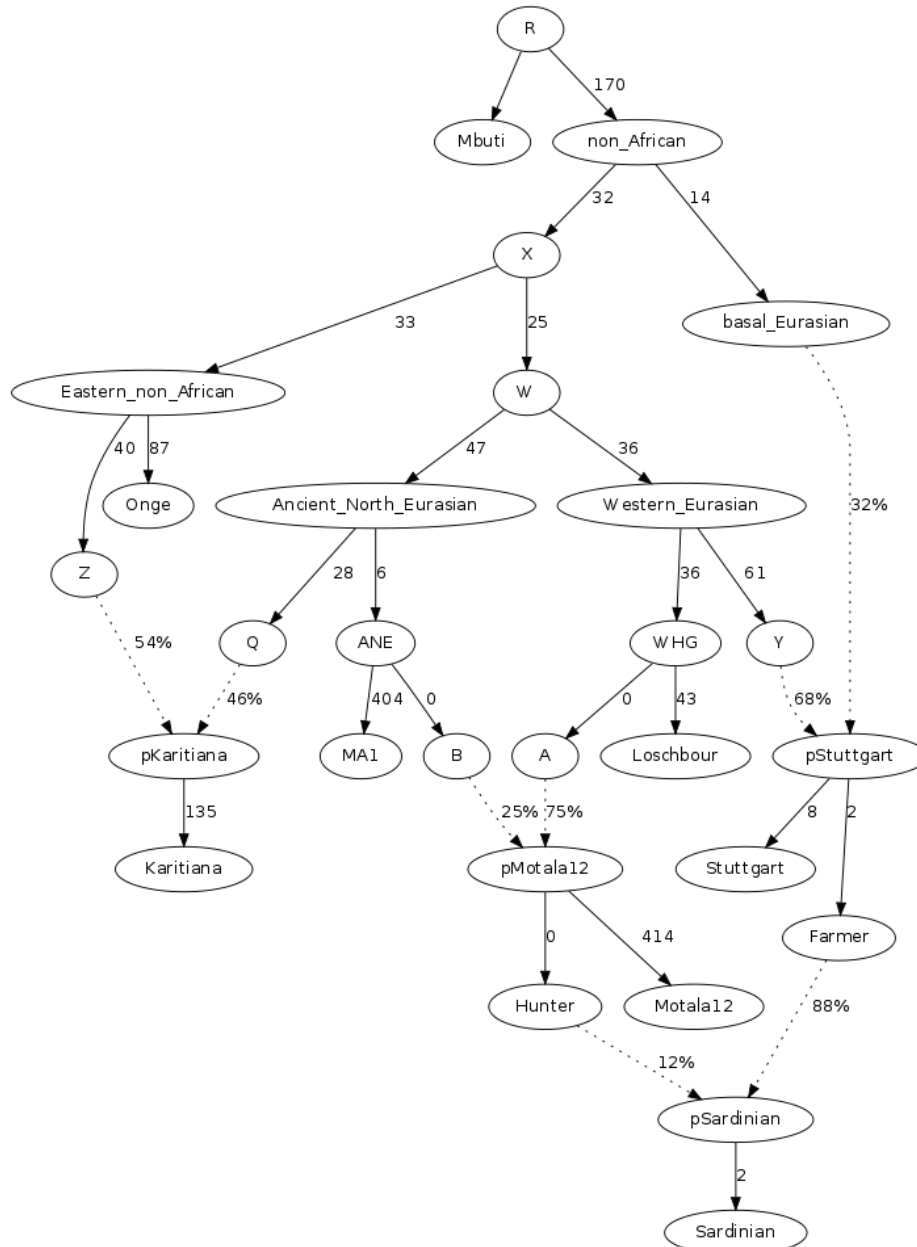 R
170
Mbuti
non_African
32
14
X
33
25
basal_Eurasian
Eastern_non_African
W
40
87
47
36
Onge
Ancient_North_Eurasian
Western_Eurasian
32%
Z
28
6
36
61
54%
Q
ANE
WHG
Y
46%
404
0
0
43
68%
pKaritiana
MA1
B
A
Loschbour
pStuttgart
135
25%
75%
8
2
Karitiana
pMotala12
Stuttgart
0
414
Farmer
Hunter
Motala12
88%
12%
pSardinian
2
Sardinian